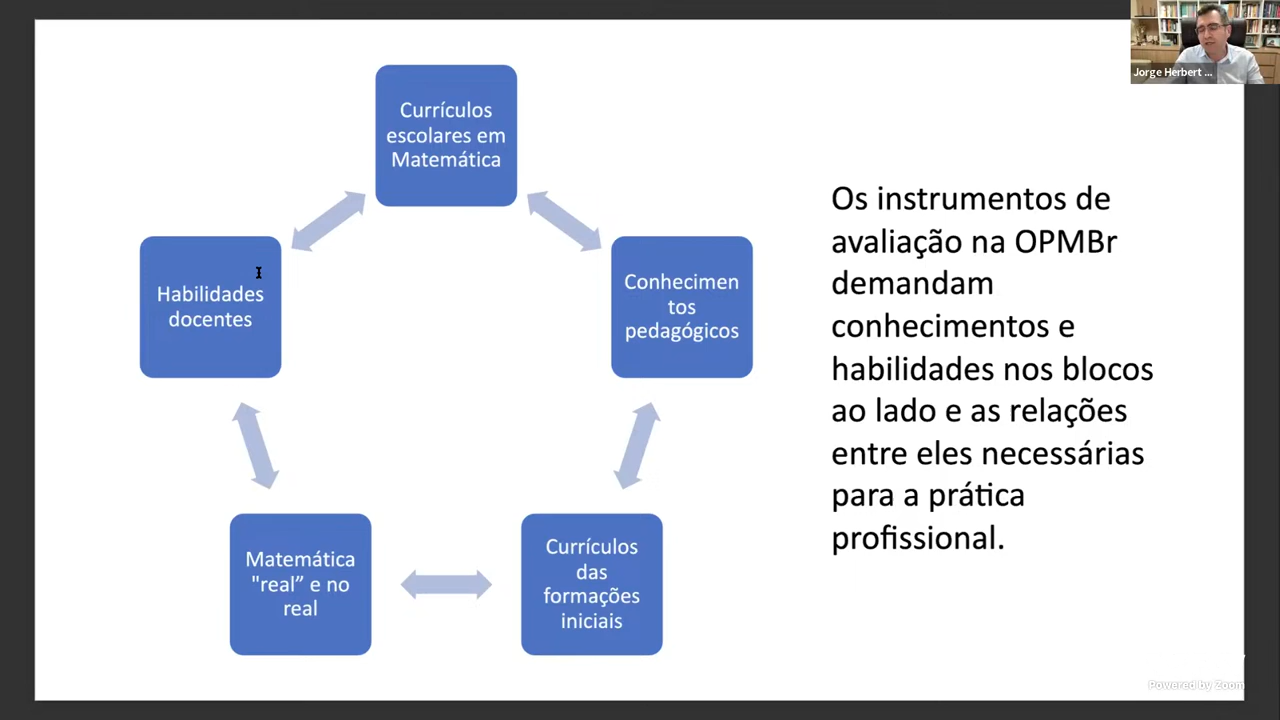 Currículos
escolares em
Matemática
Habilidades
docentes
Conhecimen
tos
pedagógicos
Matemática
"real” e no
real
Currículos
das
formações
iniciais
Os instrumentos de
avaliação na OPMBr
demandam
conhecimentos e
habilidades nos blocos
ao lado e as relações
entre eles necessárias
para a prática
profissional.
Jorge Herbert ...
Powered by Zoom